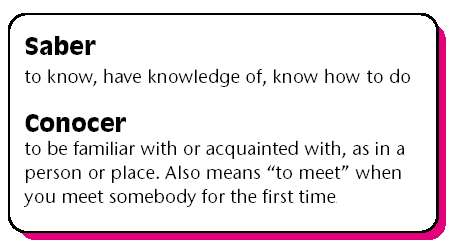 Saber
to know, have knowledge of, know how to do
Conocer
to be familiar with or acquainted with, as in a
person or place. Also means “to meet” when
you meet somebody for the first time